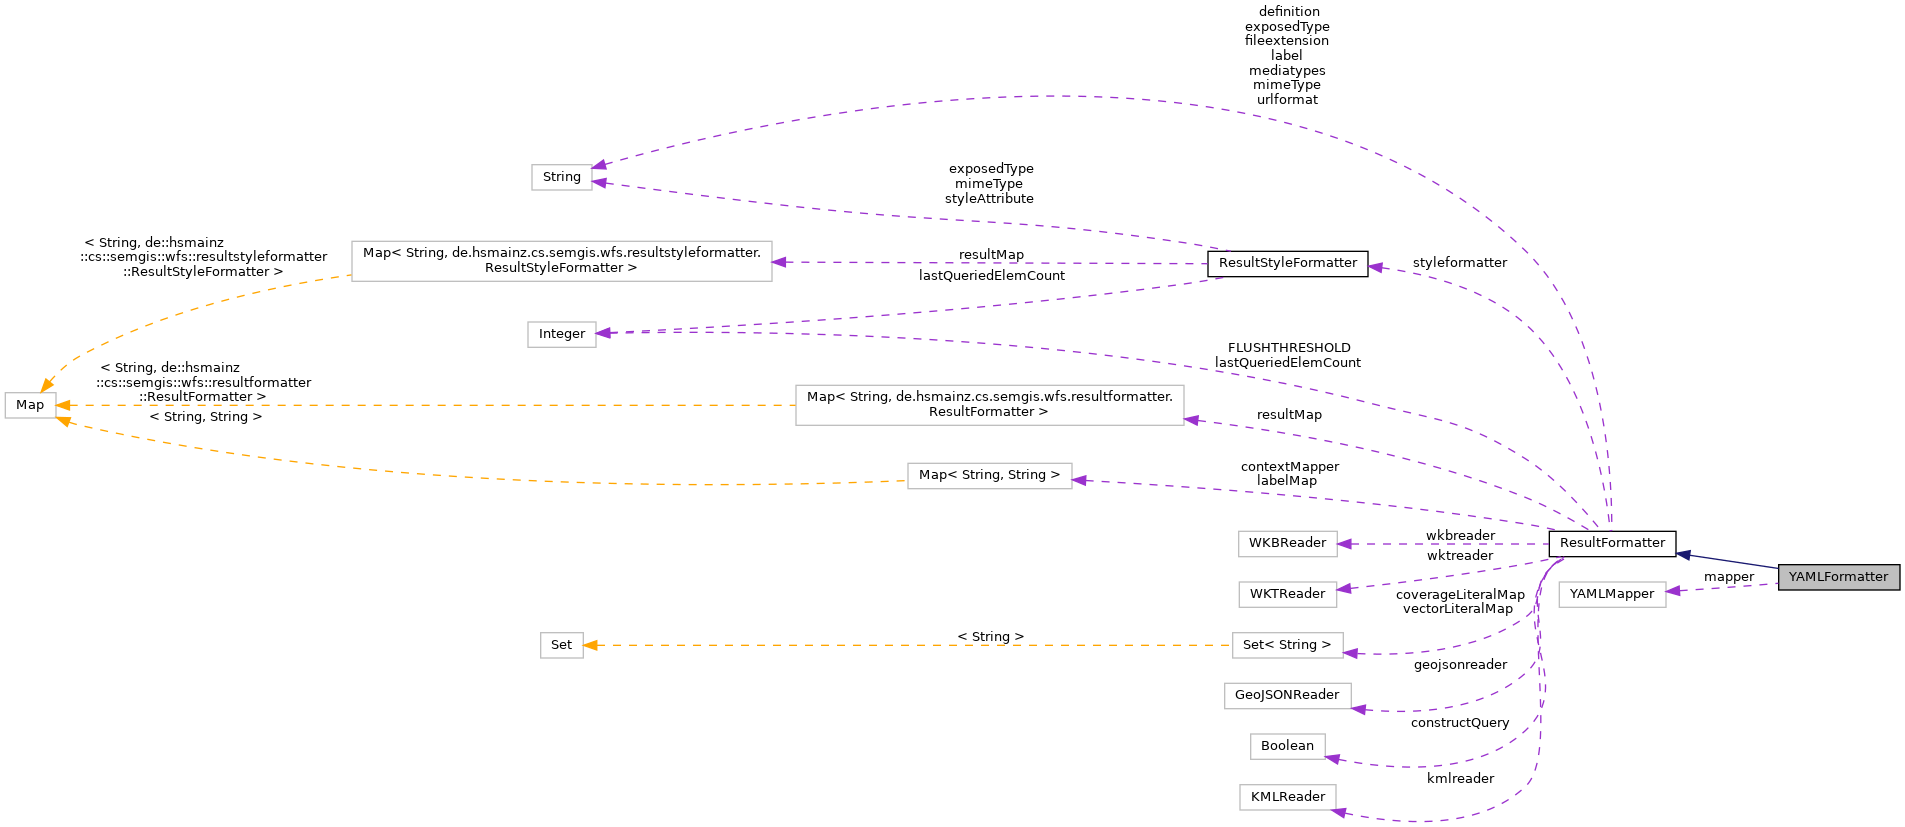 definition
exposedType
fileextension
label
mediatypes
mimeType
urlformat
exposedType
mimeType
styleAttribute
String
< String, de::hsmainz
::cs::semgis::wfs::resultstyleformatter
::ResultStyleFormatter >
Map< String, de.hsmainz.cs.semgis.wfs.resultstyleformatter.
ResultStyleFormatter >
resultMap
lastQueriedElemCount
ResultStyleFormatter
styleformatter
Integer
FLUSHTHRESHOLD
lastQueriedElemCount
< String, de::hsmainz
::cs::semgis::wfs::resultformatter
::ResultFormatter >
< String, String >
Map
Map< String, de.hsmainz.cs.semgis.wfs.resultformatter.
ResultFormatter >
resultMap
Map< String, String >
contextMapper
labelMap
WKBReader
wkbreader
wktreader
ResultFormatter
YAMLFormatter
mapper
YAMLMapper
WKTReader
coverageLiteralMap
vectorLiteralMap
Set
< String >
Set< String >
geojsonreader
GeoJSONReader
constructQuery
Boolean
kmlreader
KMLReader